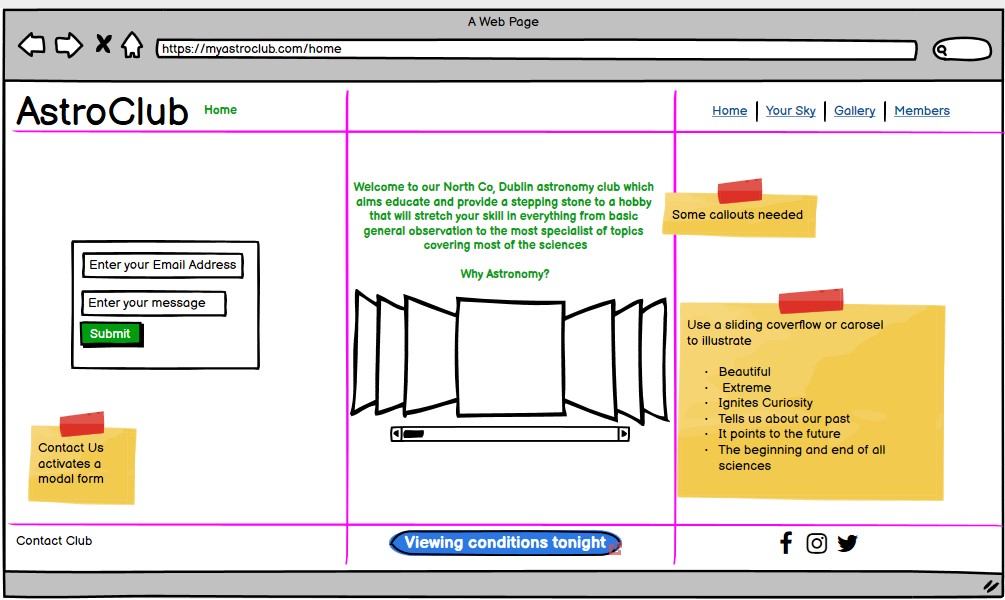 A Web Page
https://myastroclub.com/home
AstroClub Home
Home Your Sky Gallery Members
Welcome to our North Co, Dublin astronomy club which
aims educate and provide a stepping stone to a hobby
that will stretch your skill in everything from basic
general observation to the most specialist of topics
covering most of the sciences
Why Astronomy?
Some callouts needed
Enter your Email Address
Enter your message
Submit
Use a sliding coverflow or carosel
to illustrate
· Beautiful
· Extreme
· Ignites Curiosity
· Tells us about our past
· It points to the future
· The beginning and end of all
sciences
Contact Us
activates a
modal form
Contact Club
Viewing conditions tonight